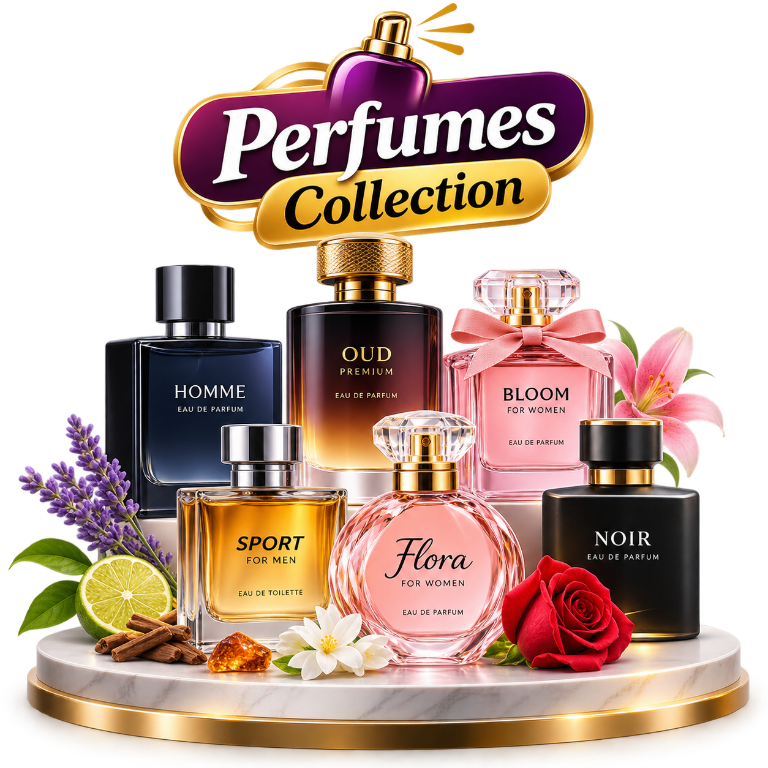 Perfumes
Collection
HOMME
EAU DE PARFUM
OUD
PREMIUM
EAU DE PARFUM
BLOOM
FOR WOMEN
EAU DE PARFUM
SPORT
FOR MEN
EAU DE TOILETTE
Flora
FOR WOMEN
EAU DE PARFUM
NOIR
EAU DE PARFUM